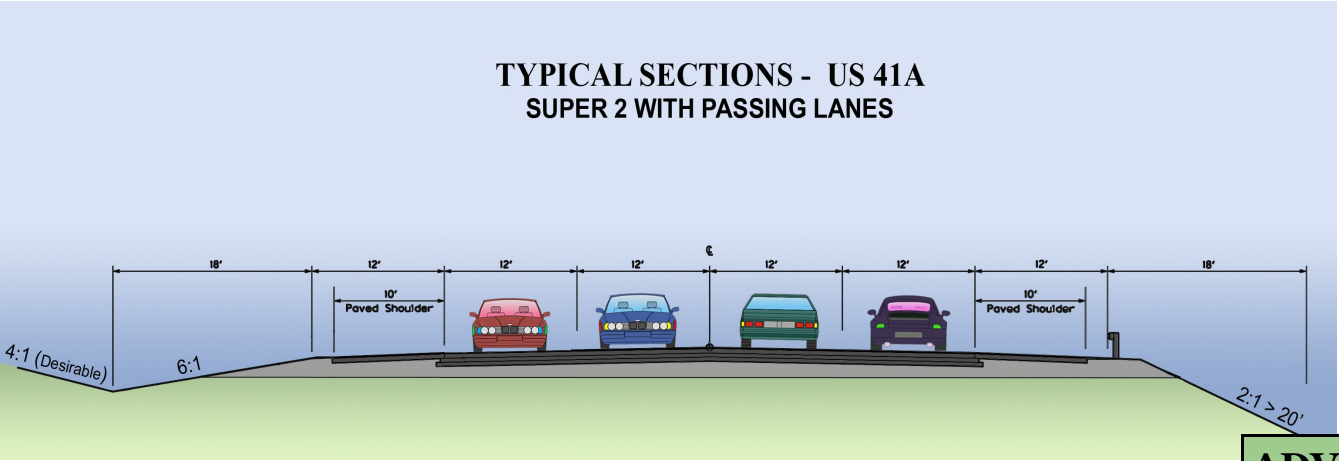 TYPICAL SECTIONS - US 41A
SUPER 2 WITH PASSING LANES
℄
18' 12' 12' 12' 12' 12' 12' 18'
10' 10'
Paved Shoulder Paved Shoulder
4:1 (Desirable) 6:1
2:1 > 20'